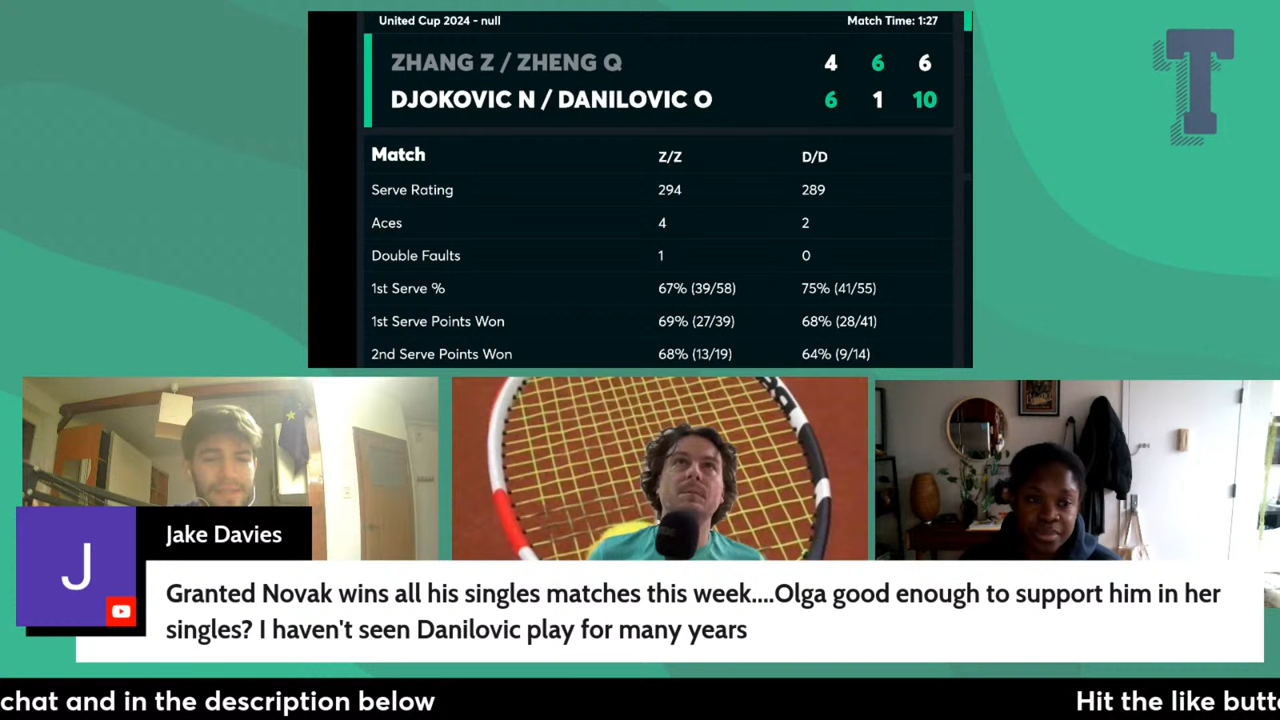 United Cup 2024 - null Match Time: 1:27
ZHANG Z / ZHENG Q 4 6 6
DJOKOVIC N / DANILOVIC O 6 1 10
Match Z/Z D/D
Serve Rating 294 289
Aces 4 2
Double Faults 1 0
1st Serve % 67% (39/58) 75% (41/55)
1st Serve Points Won 69% (27/39) 68% (28/41)
2nd Serve Points Won 68% (13/19) 64% (9/14)
T
J
Jake Davies
Granted Novak wins all his singles matches this week....Olga good enough to support him in her
singles? I haven't seen Danilovic play for many years
chat and in the description below Hit the like butt